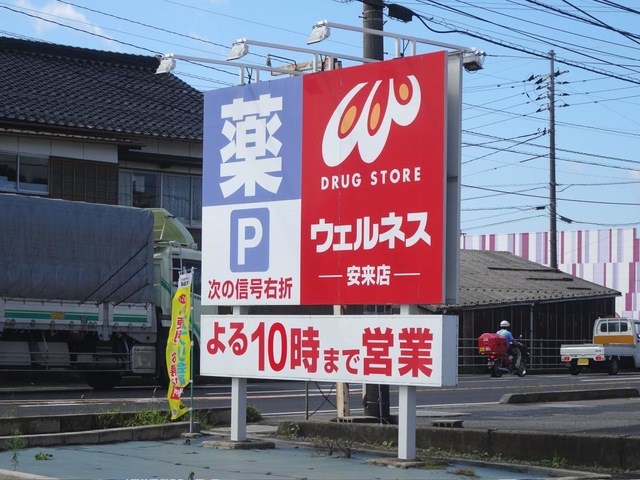 薬
P
次の信号右折
DRUG STORE
ウェルネス
安来店
よる10時まで営業